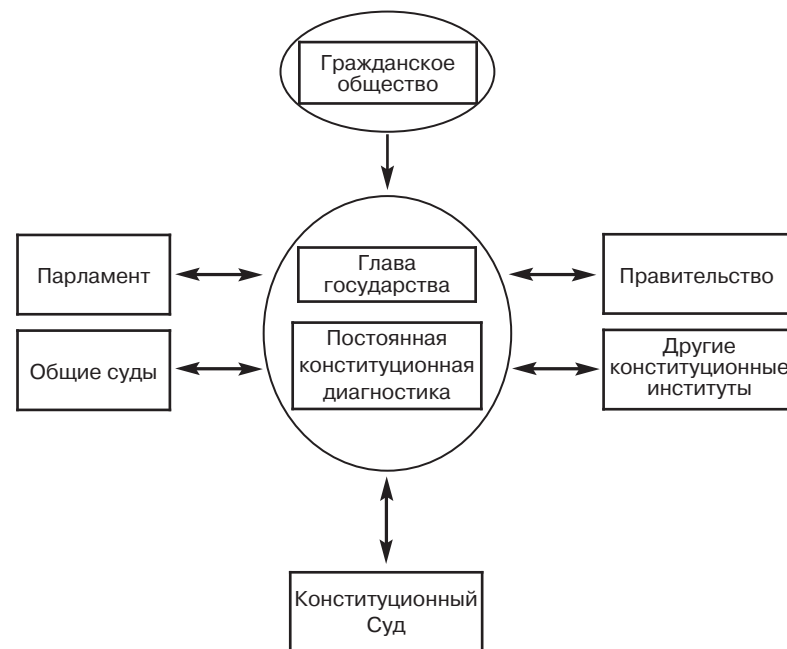 Гражданское
общество
Парламент
Глава
государства
Правительство
Общие суды
Постоянная
конституционная
диагностика
Другие
конституционные
институты
Конституционный
Суд